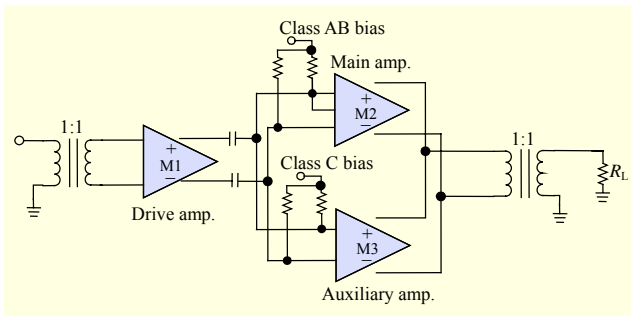 Class AB bias
Main amp.
1:1
+
M1
−
Drive amp.
+
M2
−
Class C bias
1:1
RL
+
M3
−
Auxiliary amp.